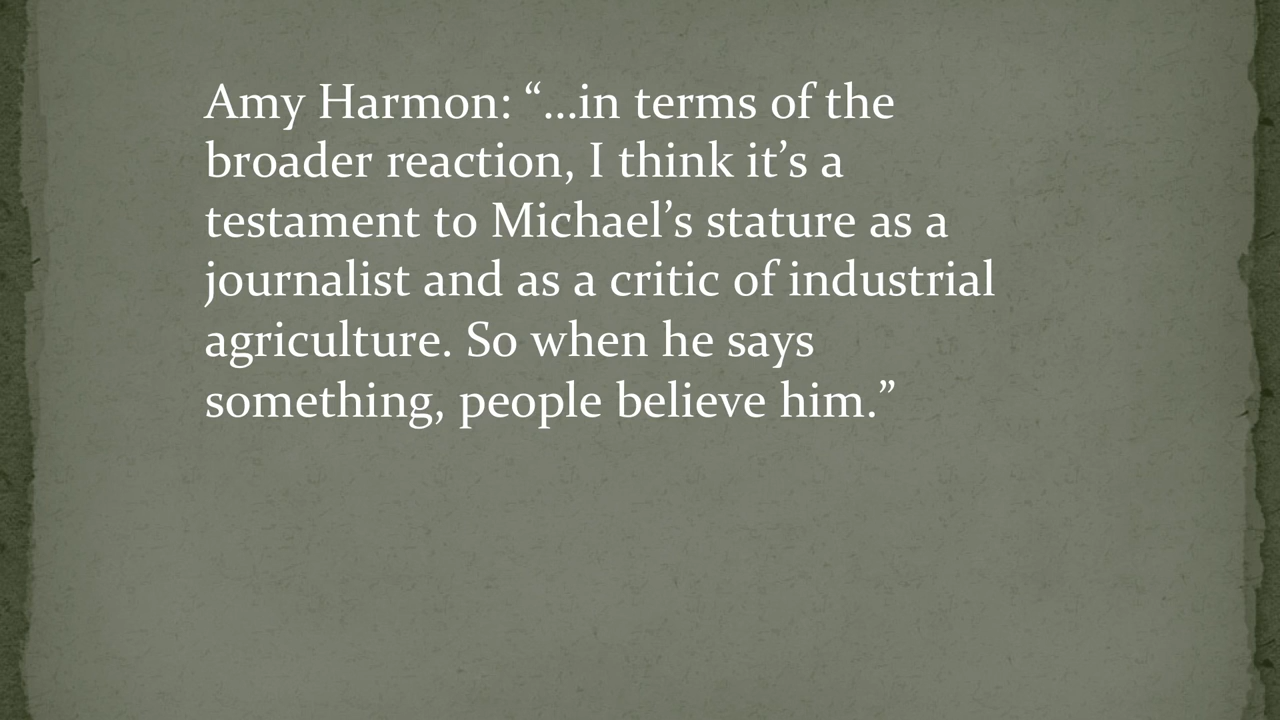 Amy Harmon: “…in terms of the
broader reaction, I think it’s a
testament to Michael’s stature as a
journalist and as a critic of industrial
agriculture. So when he says
something, people believe him.”